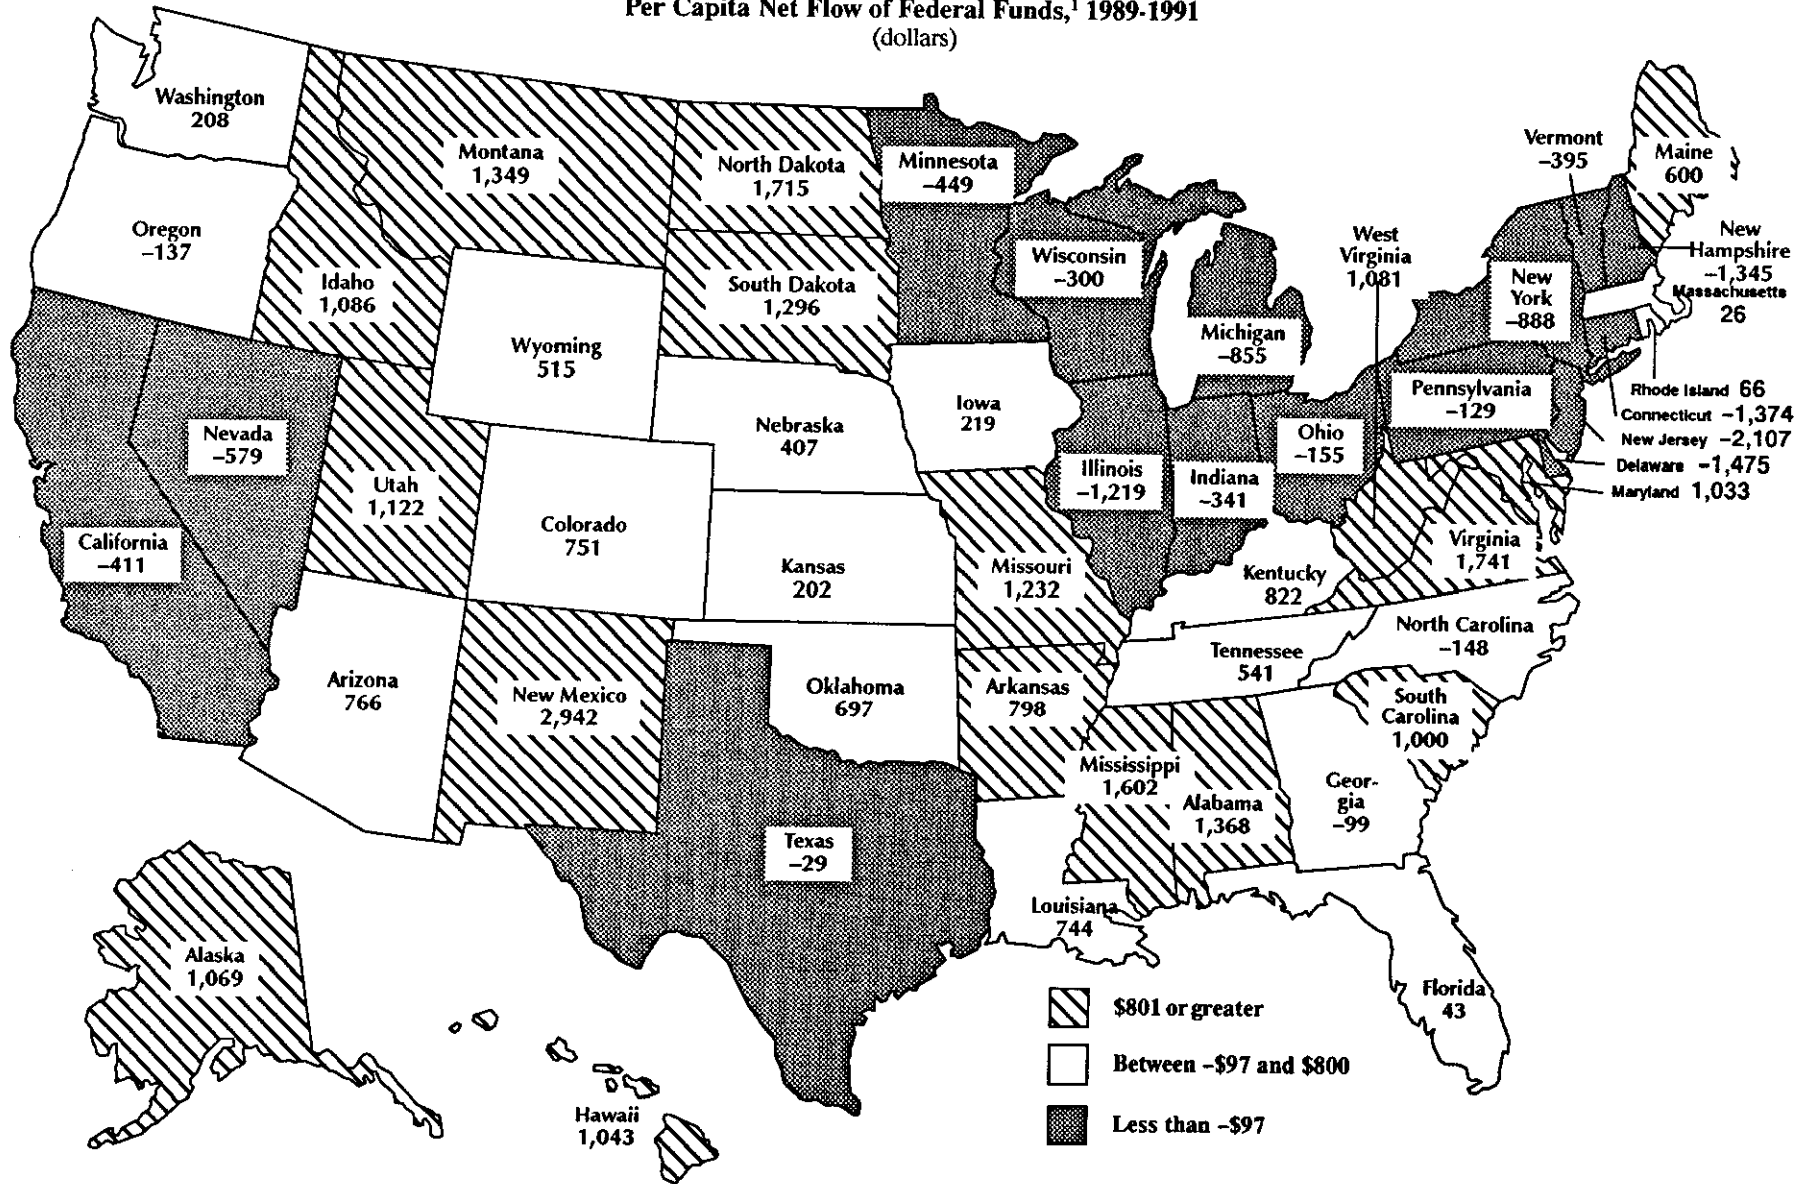 Per Capita Net Flow of Federal Funds,¹ 1989-1991
(dollars)
Washington
208
Oregon
–137
Idaho
1,086
Montana
1,349
North Dakota
1,715
Minnesota
–449
South Dakota
1,296
Wisconsin
–300
Michigan
–855
West
Virginia
1,081
Vermont
–395
Maine
600
New
Hampshire
–1,345
Massachusetts
26
New
York
–888
Rhode Island 66
Connecticut –1,374
New Jersey –2,107
Delaware –1,475
Maryland 1,033
Pennsylvania
–129
Wyoming
515
Nebraska
407
Iowa
219
Nevada
–579
Utah
1,122
Colorado
751
Kansas
202
Missouri
1,232
Illinois
–1,219
Indiana
–341
Ohio
–155
California
–411
Kentucky
822
Virginia
1,741
North Carolina
–148
Tennessee
541
Arizona
766
New Mexico
2,942
Oklahoma
697
Arkansas
798
South
Carolina
1,000
Mississippi
1,602
Alabama
1,368
Geor-
gia
–99
Texas
–29
Louisiana
744
Florida
43
Alaska
1,069
Hawaii
1,043
$801 or greater
Between –$97 and $800
Less than –$97